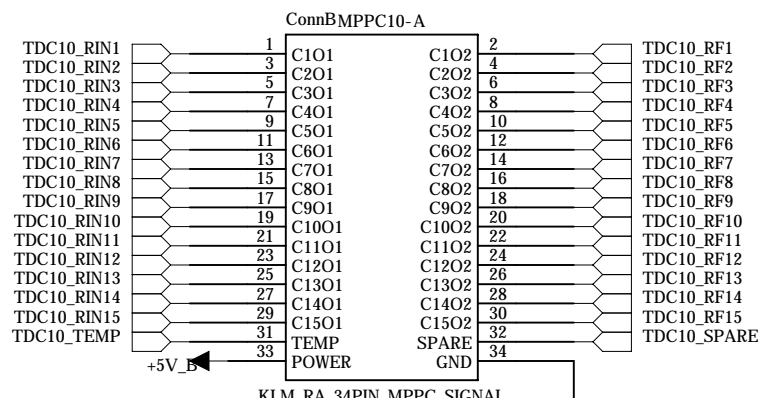 ConnBMPPC10-A
TDC10_RIN1 1 C1O1 C1O2 2 TDC10_RF1
TDC10_RIN2 3 C2O1 C2O2 4 TDC10_RF2
TDC10_RIN3 5 C3O1 C3O2 6 TDC10_RF3
TDC10_RIN4 7 C4O1 C4O2 8 TDC10_RF4
TDC10_RIN5 9 C5O1 C5O2 10 TDC10_RF5
TDC10_RIN6 11 C6O1 C6O2 12 TDC10_RF6
TDC10_RIN7 13 C7O1 C7O2 14 TDC10_RF7
TDC10_RIN8 15 C8O1 C8O2 16 TDC10_RF8
TDC10_RIN9 17 C9O1 C9O2 18 TDC10_RF9
TDC10_RIN10 19 C10O1 C10O2 20 TDC10_RF10
TDC10_RIN11 21 C11O1 C11O2 22 TDC10_RF11
TDC10_RIN12 23 C12O1 C12O2 24 TDC10_RF12
TDC10_RIN13 25 C13O1 C13O2 26 TDC10_RF13
TDC10_RIN14 27 C14O1 C14O2 28 TDC10_RF14
TDC10_RIN15 29 C15O1 C15O2 30 TDC10_RF15
TDC10_TEMP 31 TEMP SPARE 32 TDC10_SPARE
+5V_B 33 POWER GND 34
KLM_RA_34PIN_MPPC_SIGNAL